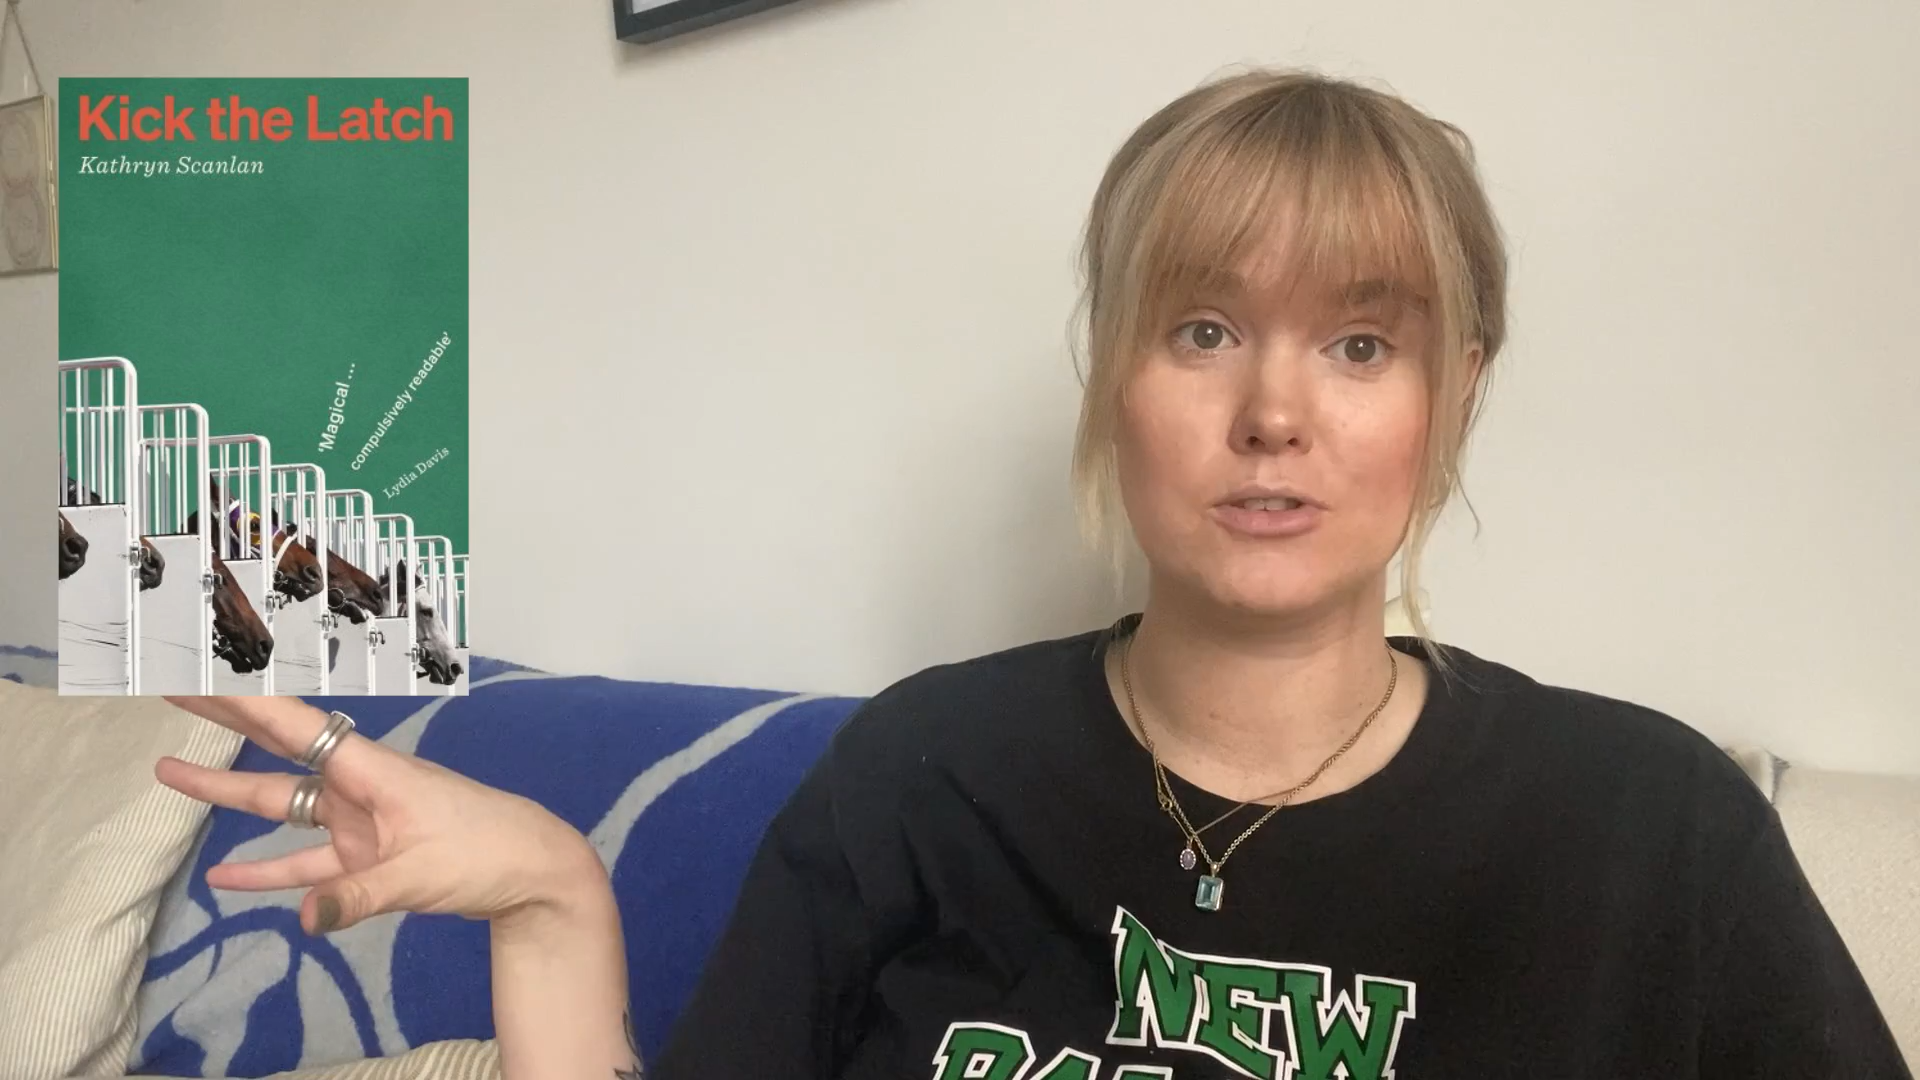 Kick the Latch
Kathryn Scanlan
'Magical ...
compulsively readable'
Lydia Davis
NEW